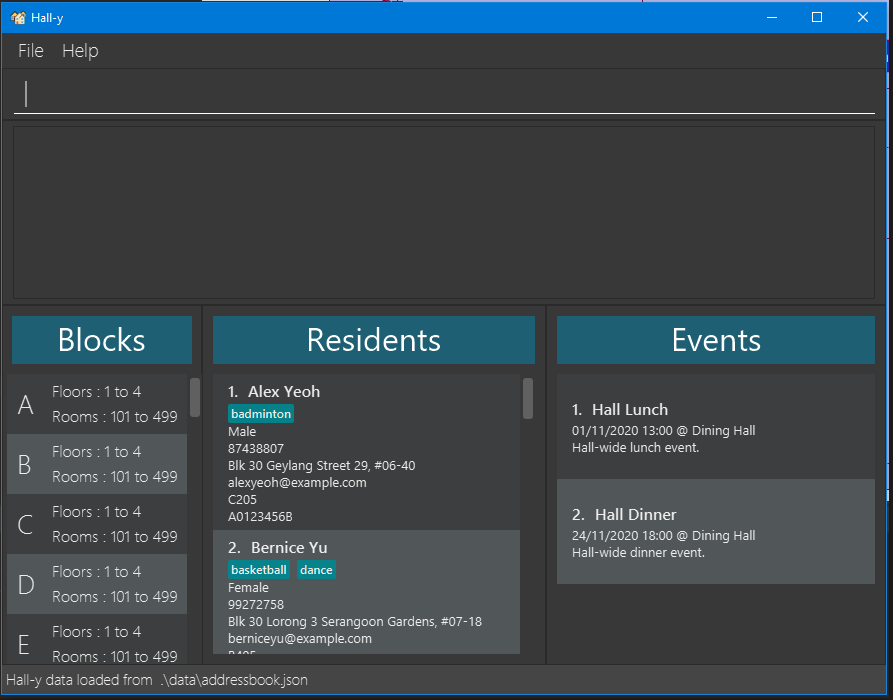 Hall-y
File Help
Blocks
A
Floors : 1 to 4
Rooms : 101 to 499
B
Floors : 1 to 4
Rooms : 101 to 499
C
Floors : 1 to 4
Rooms : 101 to 499
D
Floors : 1 to 4
Rooms : 101 to 499
E
Floors : 1 to 4
Rooms : 101 to 499
Residents
1. Alex Yeoh
badminton
Male
87438807
Blk 30 Geylang Street 29, #06-40
alexyeoh@example.com
C205
A0123456B
2. Bernice Yu
basketball dance
Female
99272758
Blk 30 Lorong 3 Serangoon Gardens, #07-18
berniceyu@example.com
Events
1. Hall Lunch
01/11/2020 13:00 @ Dining Hall
Hall-wide lunch event.
2. Hall Dinner
24/11/2020 18:00 @ Dining Hall
Hall-wide dinner event.
Hall-y data loaded from .\data\addressbook.json